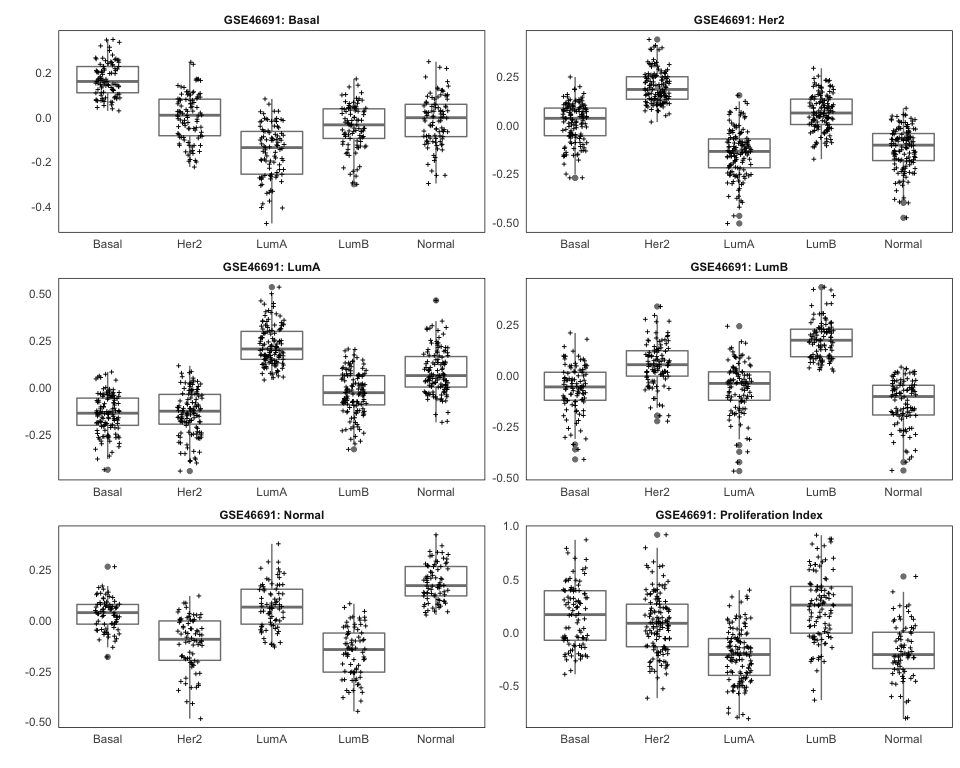 GSE46691: Basal
0.2
0.0
-0.2
-0.4
Basal Her2 LumA LumB Normal
GSE46691: Her2
0.25
0.00
-0.25
-0.50
Basal Her2 LumA LumB Normal
GSE46691: LumA
0.50
0.25
0.00
-0.25
Basal Her2 LumA LumB Normal
GSE46691: LumB
0.25
0.00
-0.25
-0.50
Basal Her2 LumA LumB Normal
GSE46691: Normal
0.25
0.00
-0.25
-0.50
Basal Her2 LumA LumB Normal
GSE46691: Proliferation Index
1.0
0.5
0.0
-0.5
Basal Her2 LumA LumB Normal